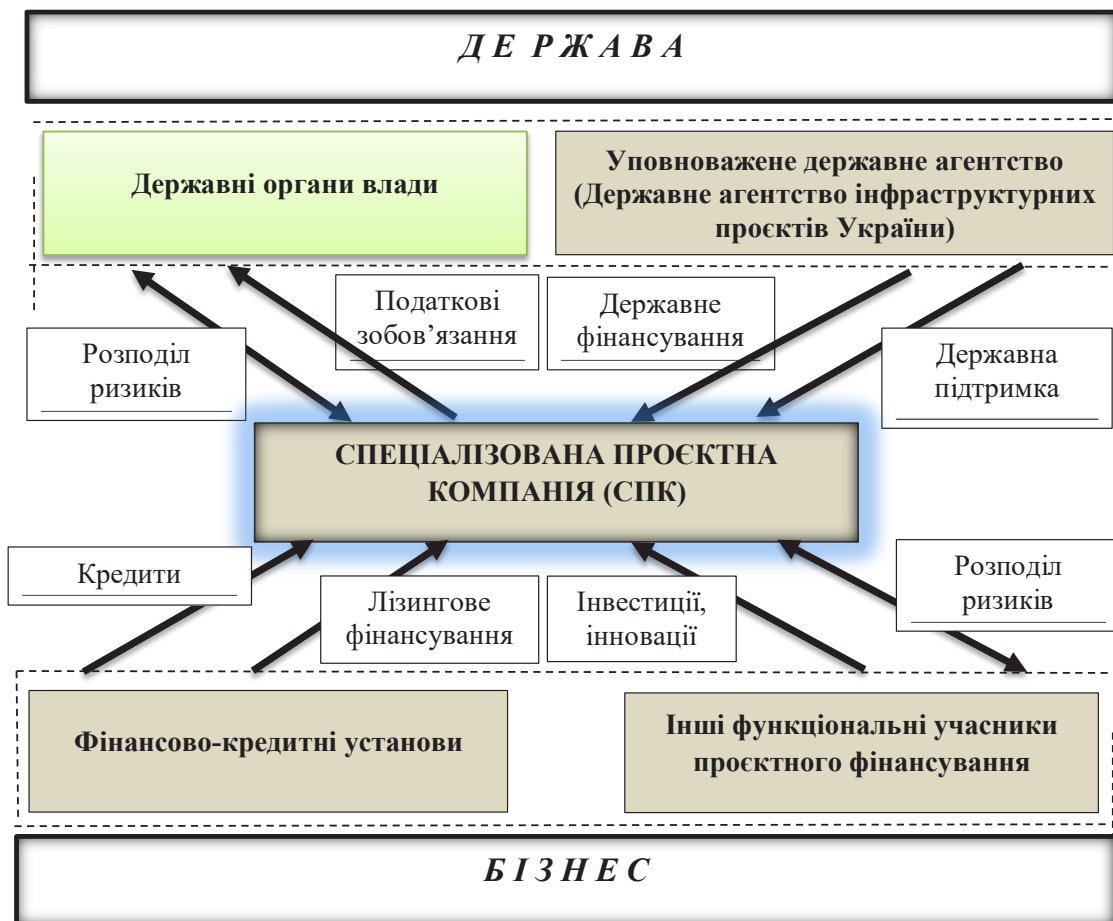 Д Е Р Ж А В А
Державні органи влади
Уповноважене державне агентство
(Державне агентство інфраструктурних
проєктів України)
Податкові
зобов’язання
Державне
фінансування
Розподіл
ризиків
Державна
підтримка
СПЕЦІАЛІЗОВАНА ПРОЄКТНА
КОМПАНІЯ (СПК)
Кредити
Лізингове
фінансування
Інвестиції,
інновації
Розподіл
ризиків
Фінансово-кредитні установи
Інші функціональні учасники
проєктного фінансування
Б І З Н Е С